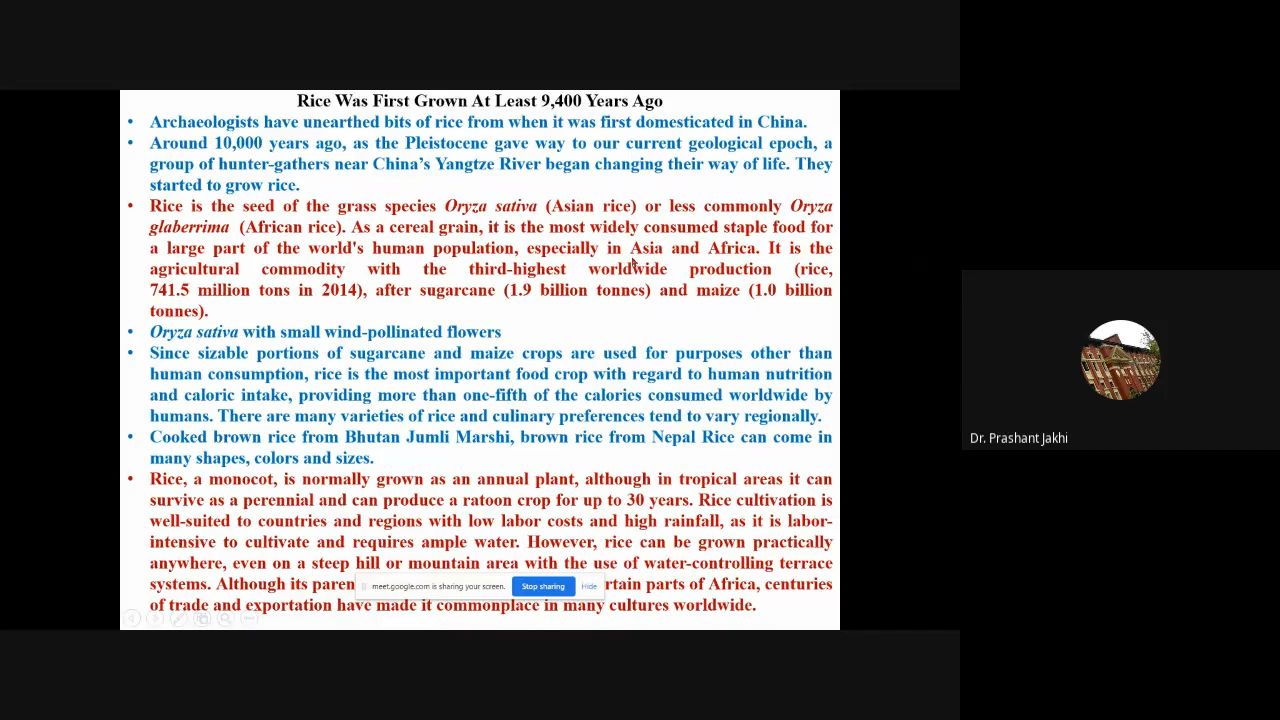 Rice Was First Grown At Least 9,400 Years Ago
• Archaeologists have unearthed bits of rice from when it was first domesticated in China.
• Around 10,000 years ago, as the Pleistocene gave way to our current geological epoch, a
group of hunter-gathers near China’s Yangtze River began changing their way of life. They
started to grow rice.
• Rice is the seed of the grass species Oryza sativa (Asian rice) or less commonly Oryza
glaberrima (African rice). As a cereal grain, it is the most widely consumed staple food for
a large part of the world's human population, especially in Asia and Africa. It is the
agricultural commodity with the third-highest worldwide production (rice,
741.5 million tons in 2014), after sugarcane (1.9 billion tonnes) and maize (1.0 billion
tonnes).
• Oryza sativa with small wind-pollinated flowers
• Since sizable portions of sugarcane and maize crops are used for purposes other than
human consumption, rice is the most important food crop with regard to human nutrition
and caloric intake, providing more than one-fifth of the calories consumed worldwide by
humans. There are many varieties of rice and culinary preferences tend to vary regionally.
• Cooked brown rice from Bhutan Jumli Marshi, brown rice from Nepal Rice can come in
many shapes, colors and sizes.
• Rice, a monocot, is normally grown as an annual plant, although in tropical areas it can
survive as a perennial and can produce a ratoon crop for up to 30 years. Rice cultivation is
well-suited to countries and regions with low labor costs and high rainfall, as it is labor-
intensive to cultivate and requires ample water. However, rice can be grown practically
anywhere, even on a steep hill or mountain area with the use of water-controlling terrace
systems. Although its parts of Africa, centuries
of trade and exportation have made it commonplace in many cultures worldwide.
meet.google.com is sharing your screen. Stop sharing Hide
Dr. Prashant Jakhi